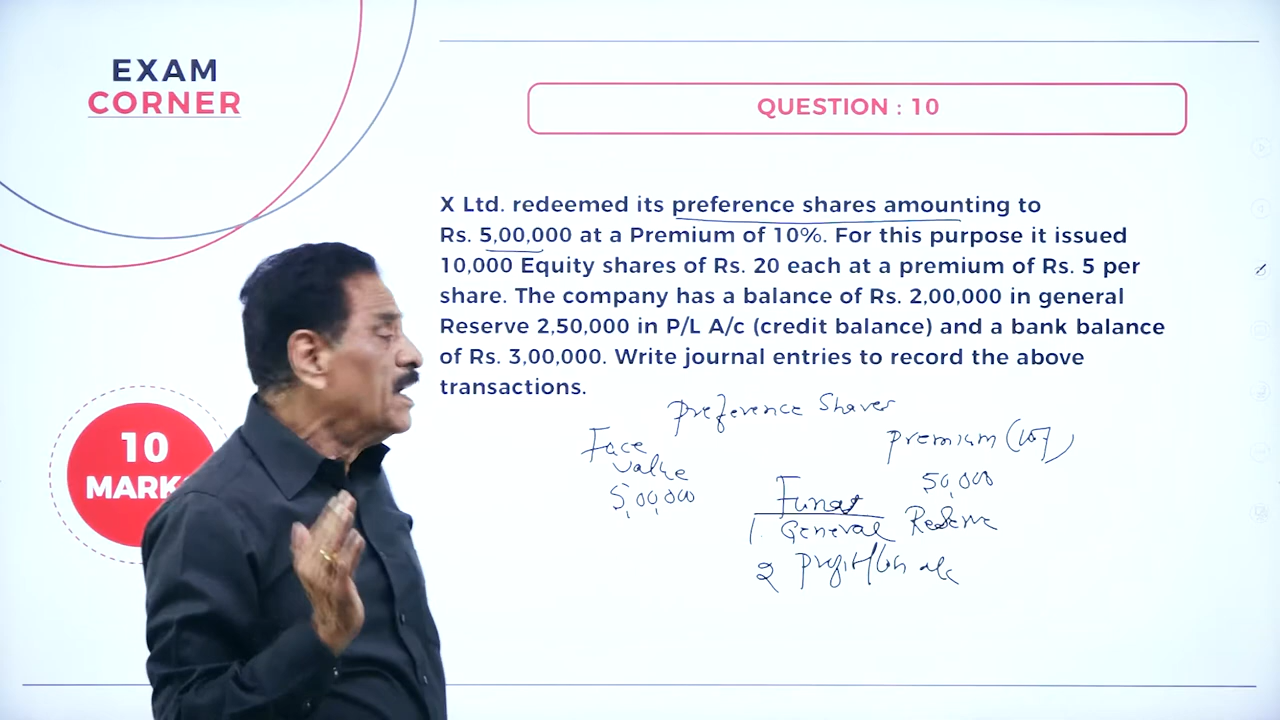 EXAM
CORNER
QUESTION : 10
X Ltd. redeemed its preference shares amounting to
Rs. 5,00,000 at a Premium of 10%. For this purpose it issued
10,000 Equity shares of Rs. 20 each at a premium of Rs. 5 per
share. The company has a balance of Rs. 2,00,000 in general
Reserve 2,50,000 in P/L A/c (credit balance) and a bank balance
of Rs. 3,00,000. Write journal entries to record the above
transactions.
10
MARK
preference Shares
Face
value
5,00,000
premium (10%)
50,000
Funds
1. General Reserve
2 profit/loss a/c